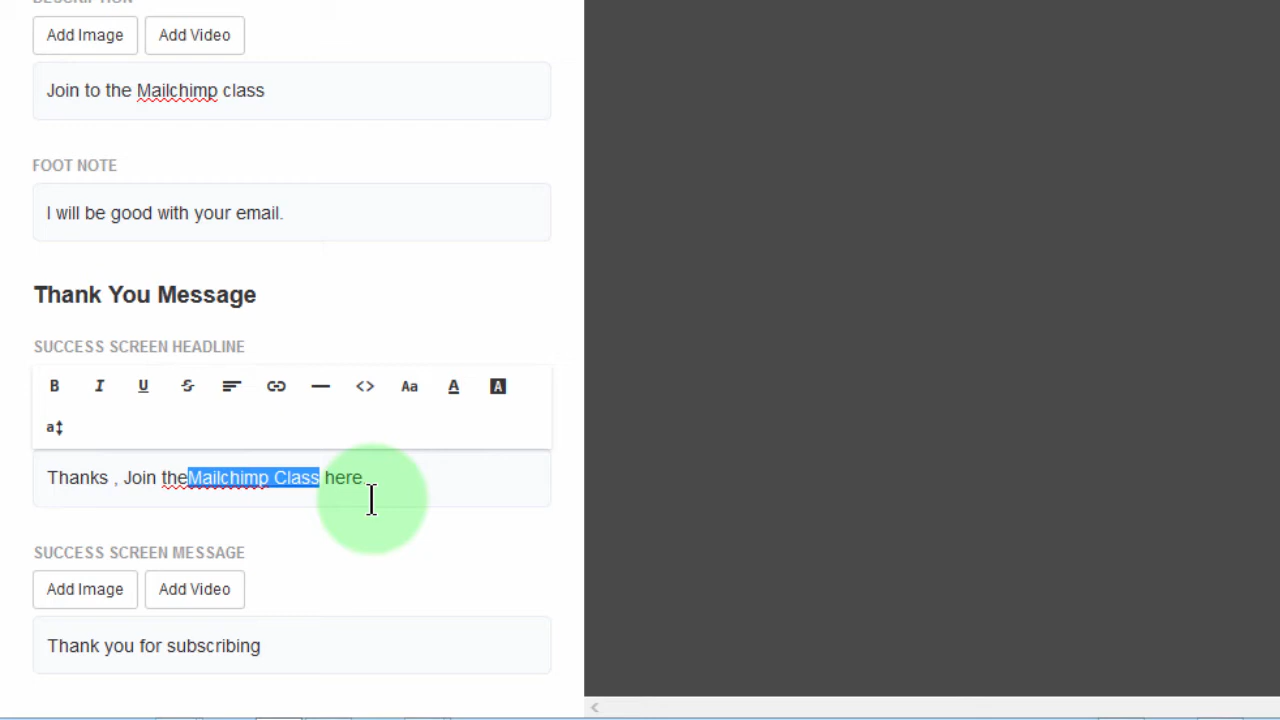 DESCRIPTION
Add Image Add Video
Join to the Mailchimp class
FOOT NOTE
I will be good with your email.
Thank You Message
SUCCESS SCREEN HEADLINE
B I U S <> Aa A A
a
Thanks , Join theMailchimp Class here
SUCCESS SCREEN MESSAGE
Add Image Add Video
Thank you for subscribing